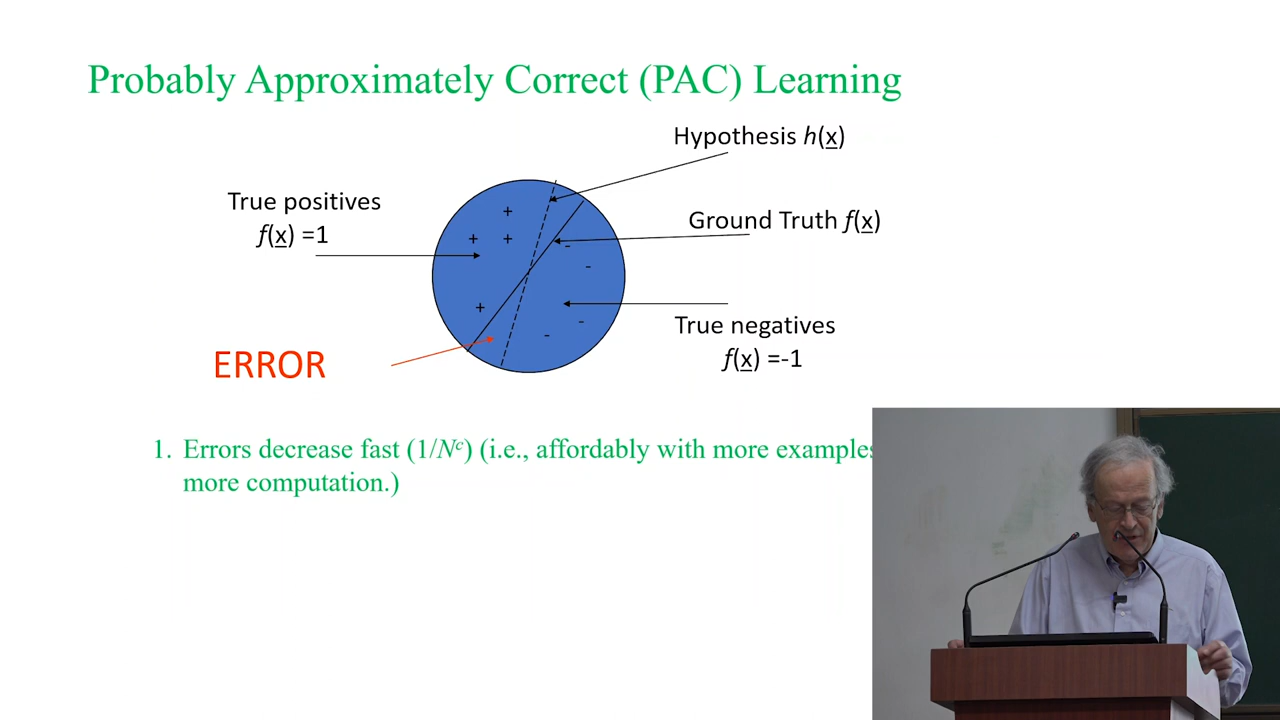 Probably Approximately Correct (PAC) Learning
Hypothesis h(x)
True positives
f(x) =1
Ground Truth f(x)
+
+ +
-
-
+
-
-
True negatives
f(x) =-1
ERROR
1. Errors decrease fast (1/Nᶜ) (i.e., affordably with more examples
more computation.)